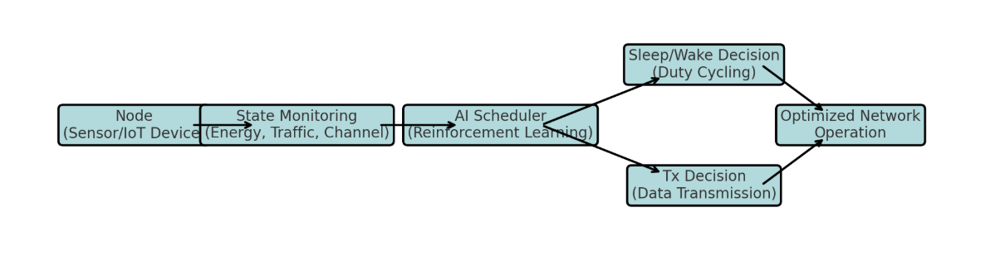 Node
(Sensor/IoT Device
State Monitoring
(Energy, Traffic, Channel)
AI Scheduler
(Reinforcement Learning)
Sleep/Wake Decision
(Duty Cycling)
Tx Decision
(Data Transmission)
Optimized Network
Operation